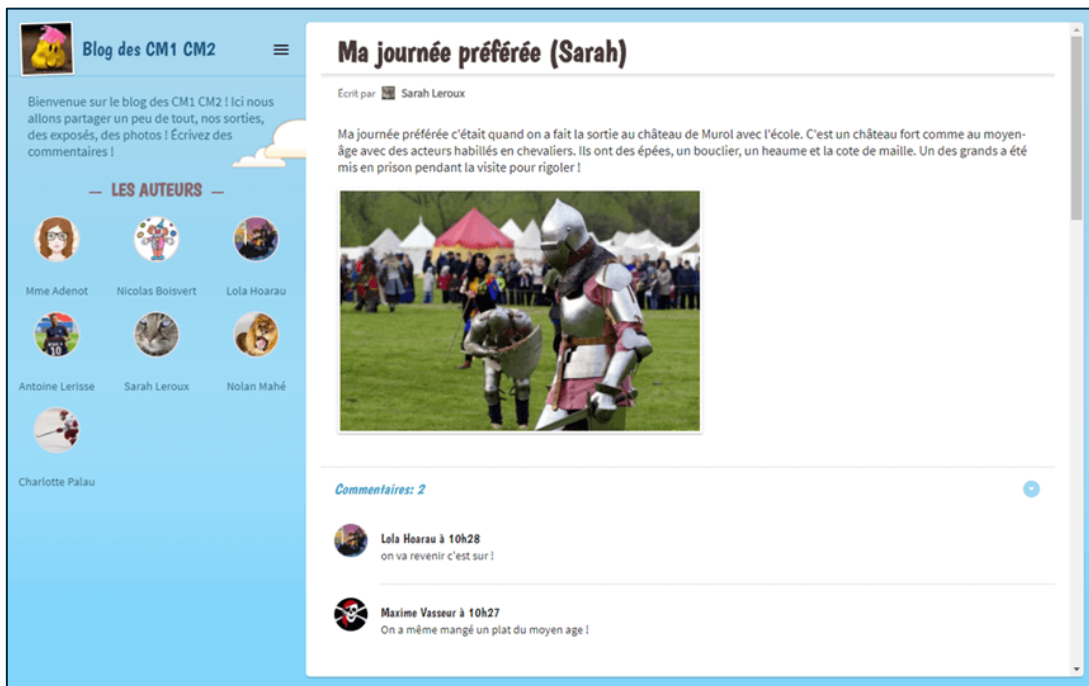 Blog des CM1 CM2
Bienvenue sur le blog des CM1 CM2 ! Ici nous
allons partager un peu de tout, nos sorties,
des exposés, des photos ! Écrivez des
commentaires !
— LES AUTEURS —
Mme Adenot
Nicolas Boisvert
Lola Hoarau
10
Antoine Lerisse
Sarah Leroux
Nolan Mahé
Charlotte Palau
Ma journée préférée (Sarah)
Écrit par Sarah Leroux
Ma journée préférée c'était quand on a fait la sortie au château de Murol avec l'école. C'est un château fort comme au moyen-
âge avec des acteurs habillés en chevaliers. Ils ont des épées, un bouclier, un heaume et la cote de maille. Un des grands a été
mis en prison pendant la visite pour rigoler !
Commentaires: 2
Lola Hoarau à 10h28
on va revenir c'est sur !
Maxime Vasseur à 10h27
On a même mangé un plat du moyen age !